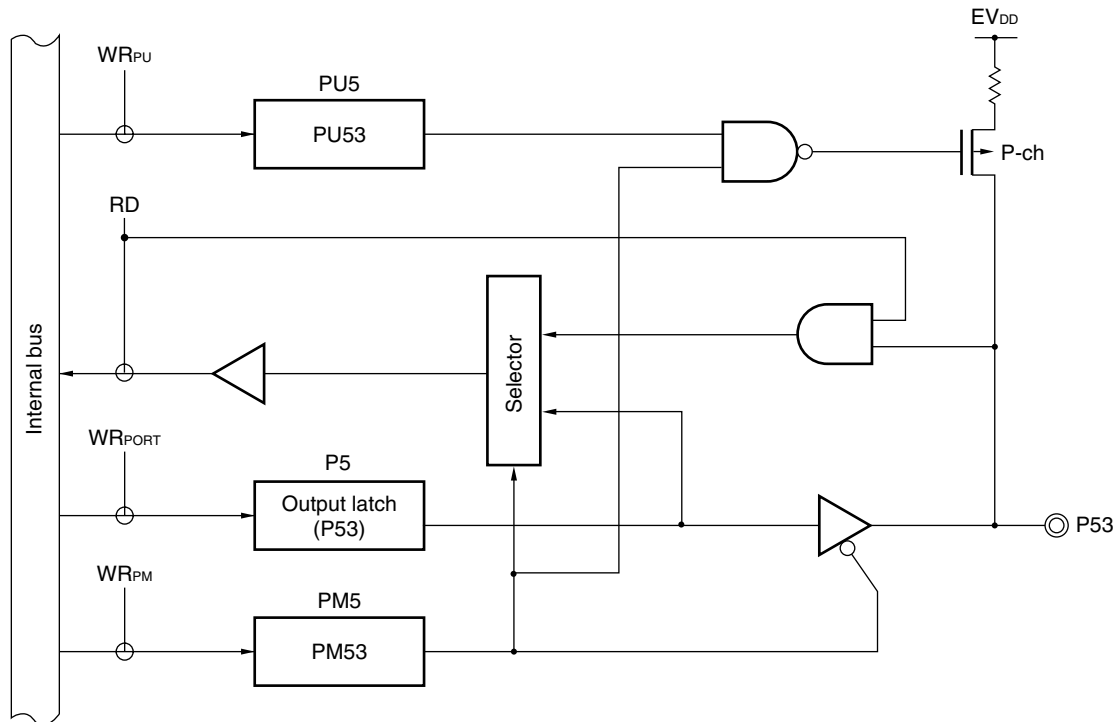 EVDD
WRPU
PU5
PU53
P-ch
RD
Internal bus
Selector
WRPORT
P5
Output latch
(P53)
P53
WRPM
PM5
PM53